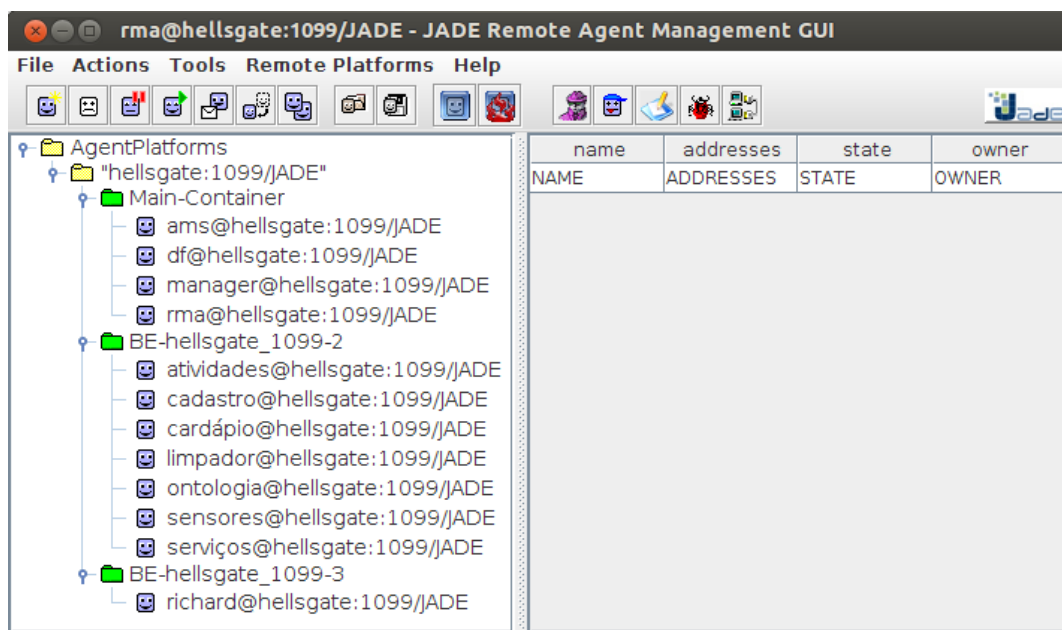 rma@hellsgate:1099/JADE - JADE Remote Agent Management GUI
File Actions Tools Remote Platforms Help
Jade
AgentPlatforms
"hellsgate:1099/JADE"
Main-Container
ams@hellsgate:1099/JADE
df@hellsgate:1099/JADE
manager@hellsgate:1099/JADE
rma@hellsgate:1099/JADE
BE-hellsgate_1099-2
atividades@hellsgate:1099/JADE
cadastro@hellsgate:1099/JADE
cardápio@hellsgate:1099/JADE
limpador@hellsgate:1099/JADE
ontologia@hellsgate:1099/JADE
sensores@hellsgate:1099/JADE
serviços@hellsgate:1099/JADE
BE-hellsgate_1099-3
richard@hellsgate:1099/JADE
name addresses state owner
NAME ADDRESSES STATE OWNER